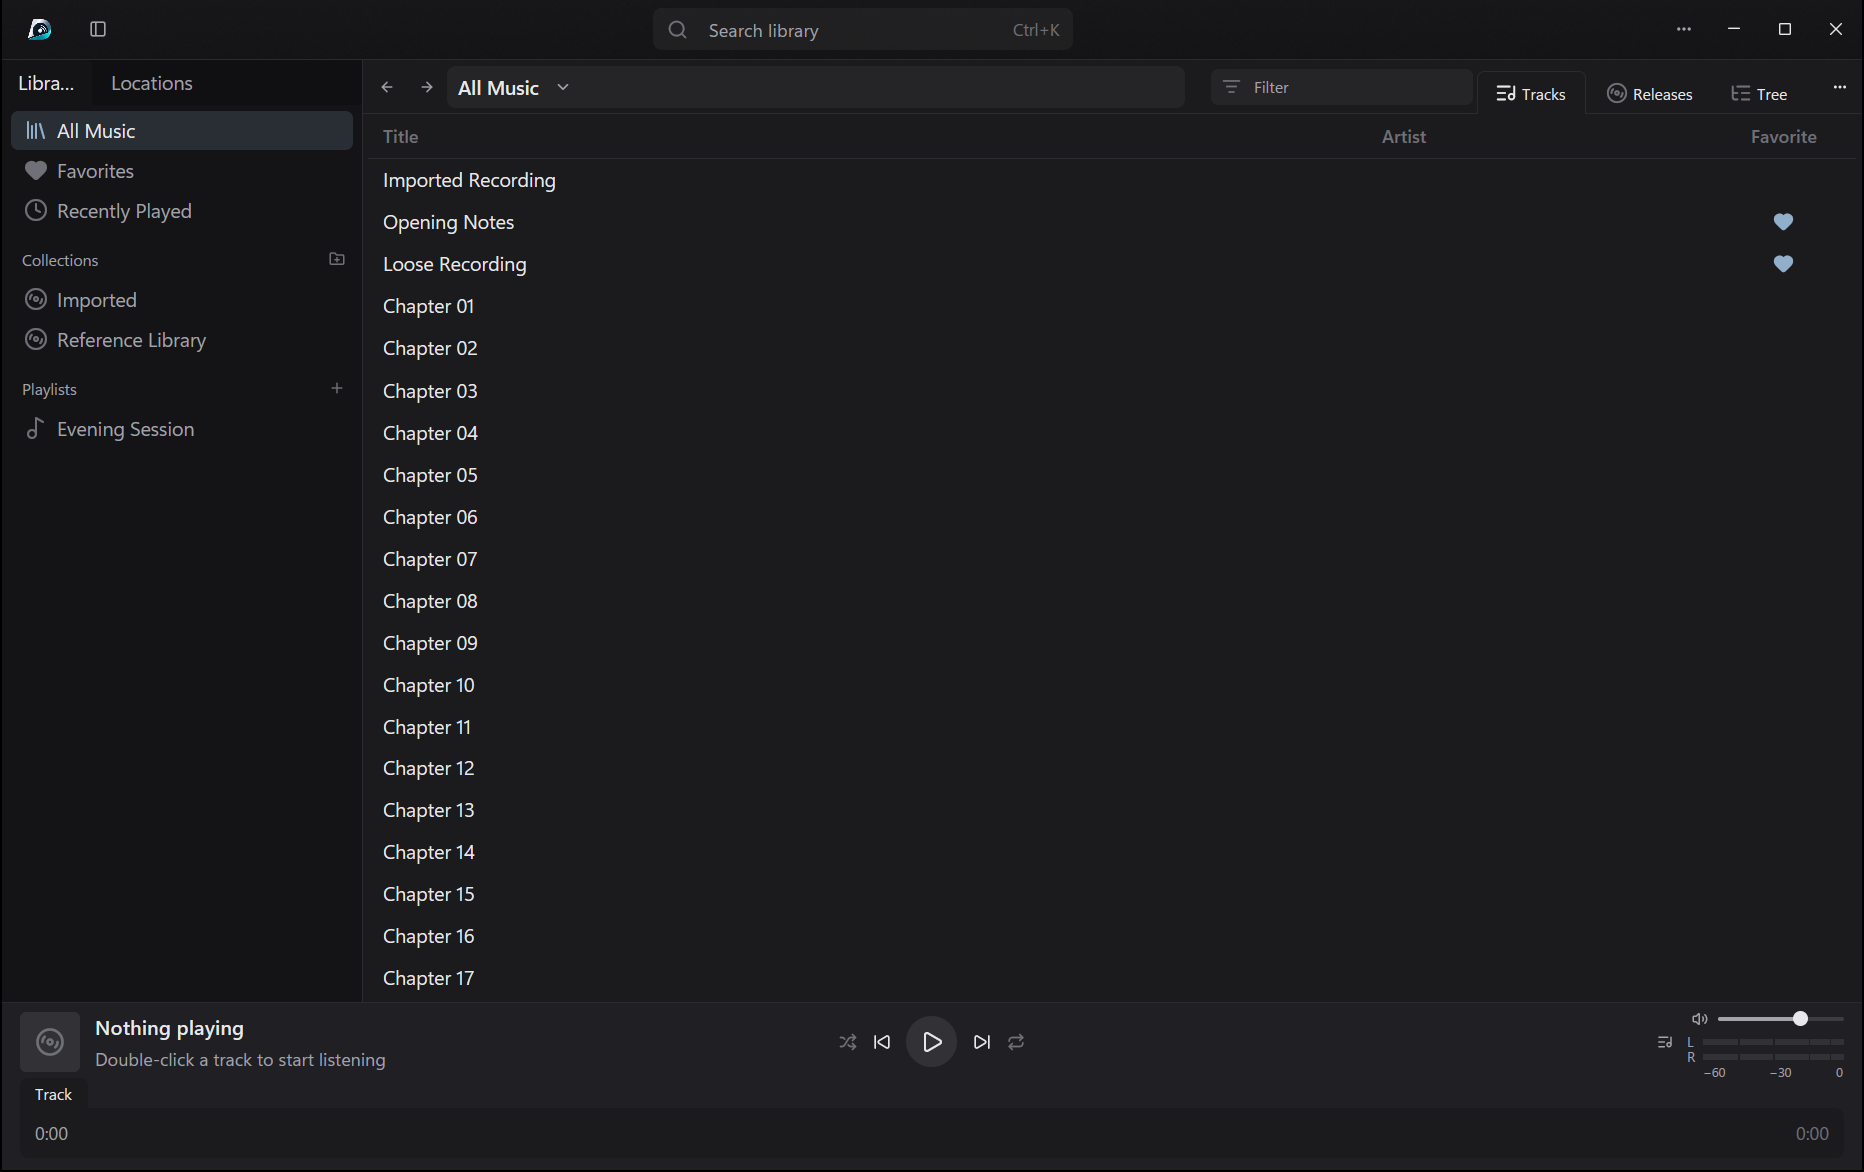 Search library
Ctrl+K
Libra...
Locations
All Music
Filter
Tracks
Releases
Tree
All Music
Favorites
Recently Played
Collections
Imported
Reference Library
Playlists
Evening Session
Title
Artist
Favorite
Imported Recording
Opening Notes
Loose Recording
Chapter 01
Chapter 02
Chapter 03
Chapter 04
Chapter 05
Chapter 06
Chapter 07
Chapter 08
Chapter 09
Chapter 10
Chapter 11
Chapter 12
Chapter 13
Chapter 14
Chapter 15
Chapter 16
Chapter 17
Nothing playing
Double-click a track to start listening
L
R
-60
-30
0
Track
0:00
0:00